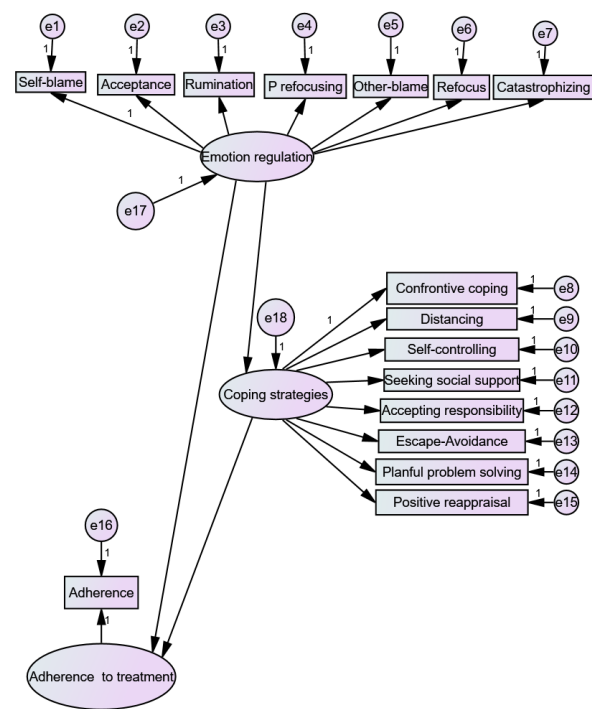 e1 e2 e3 e4 e5 e6 e7
1 1 1 1 1 1 1
Self-blame Acceptance Rumination P refocusing Other-blame Refocus Catastrophizing
1
Emotion regulation
1
e17
e18
1
1
Confrontive coping 1 e8
Distancing 1 e9
Self-controlling 1 e10
Seeking social support 1 e11
Coping strategies
Accepting responsibility 1 e12
Escape-Avoidance 1 e13
Planful problem solving 1 e14
Positive reappraisal 1 e15
e16
1
Adherence
1
Adherence to treatment